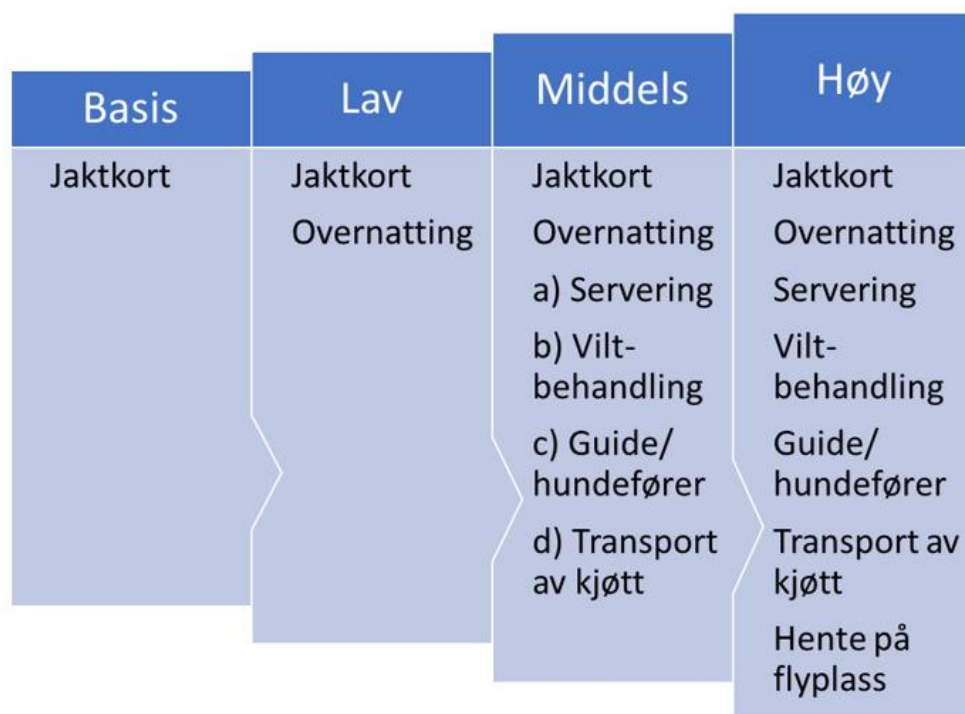 Basis
Jaktkort
Lav
Jaktkort
Overnatting
Middels
Jaktkort
Overnatting
a) Servering
b) Vilt-
behandling
c) Guide/
hundefører
d) Transport
av kjøtt
Høy
Jaktkort
Overnatting
Servering
Vilt-
behandling
Guide/
hundefører
Transport av
kjøtt
Hente på
flyplass